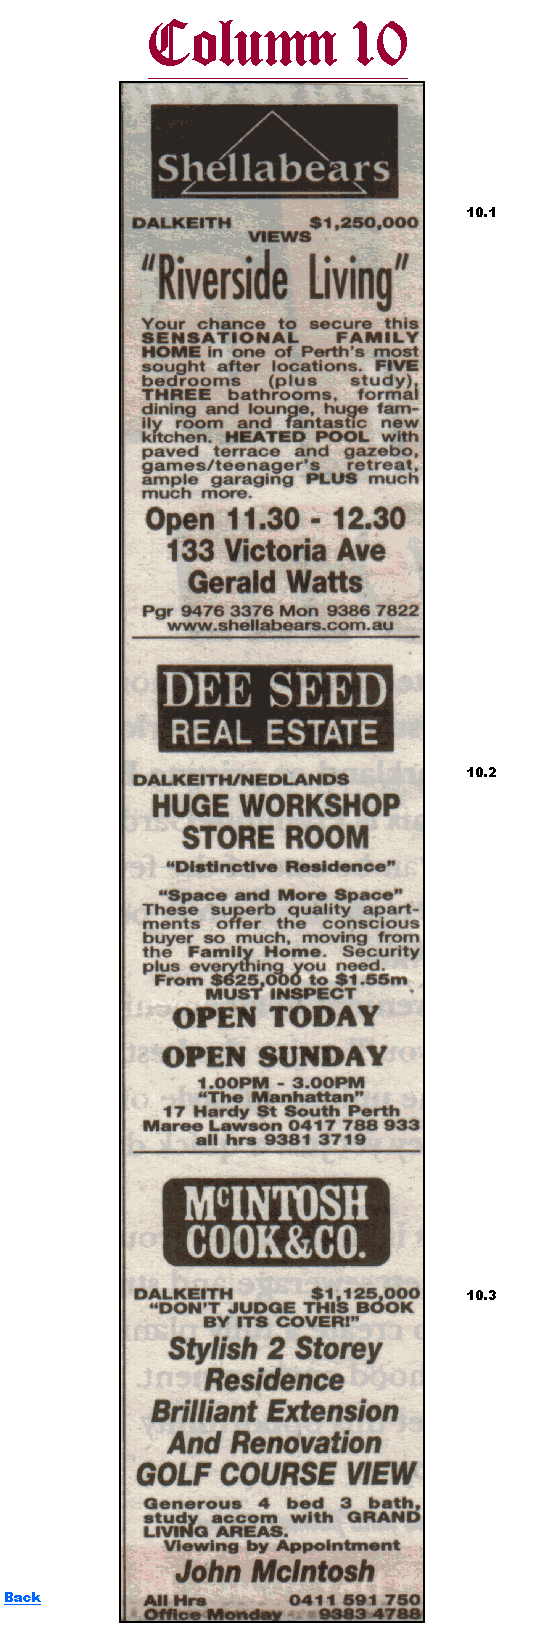 Column 10
Shellabears
10.1
DALKEITH $1,250,000
VIEWS
"Riverside Living"
Your chance to secure this
SENSATIONAL FAMILY
HOME in one of Perth's most
sought after locations. FIVE
bedrooms (plus study),
THREE bathrooms, formal
dining and lounge, huge fam-
ily room and fantastic new
kitchen. HEATED POOL with
paved terrace and gazebo,
games/teenager's retreat,
ample garaging PLUS much
much more.
Open 11.30 - 12.30
133 Victoria Ave
Gerald Watts
Pgr 9476 3376 Mon 9386 7822
www.shellabears.com.au
DEE SEED
REAL ESTATE
10.2
DALKEITH/NEDLANDS
HUGE WORKSHOP
STORE ROOM
"Distinctive Residence"
"Space and More Space"
These superb quality apart-
ments offer the conscious
buyer so much, moving from
the Family Home. Security
plus everything you need.
From $625,000 to $1.55m
MUST INSPECT
OPEN TODAY
OPEN SUNDAY
1.00PM - 3.00PM
"The Manhattan"
17 Hardy St South Perth
Maree Lawson 0417 788 933
all hrs 9381 3719
McINTOSH
COOK&CO.
10.3
DALKEITH $1,125,000
"DON'T JUDGE THIS BOOK
BY ITS COVER!"
Stylish 2 Storey
Residence
Brilliant Extension
And Renovation
GOLF COURSE VIEW
Generous 4 bed 3 bath,
study accom with GRAND
LIVING AREAS.
Viewing by Appointment
John McIntosh
All Hrs 0411 591 750
Office Monday 9383 4788
Back